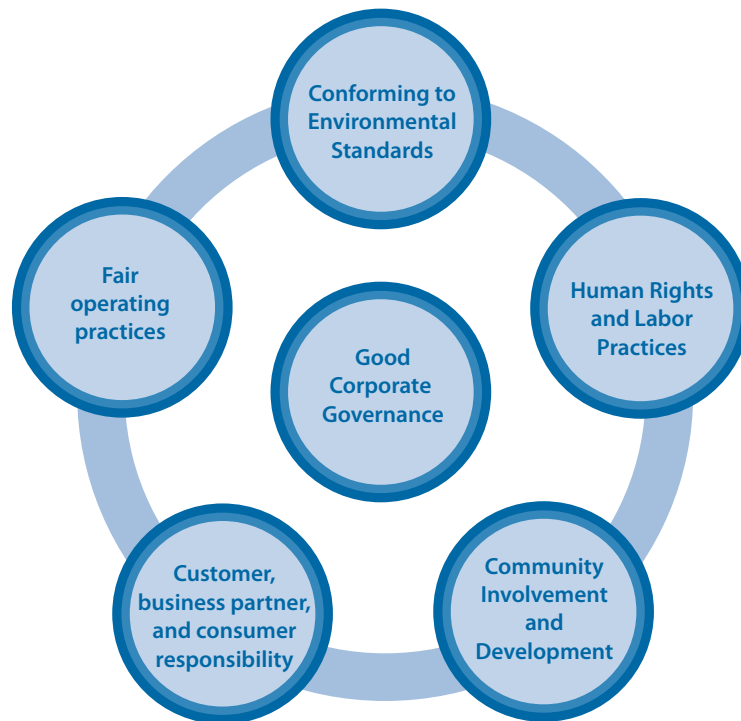 Conforming to
Environmental
Standards
Fair
operating
practices
Human Rights
and Labor
Practices
Good
Corporate
Governance
Customer,
business partner,
and consumer
responsibility
Community
Involvement
and
Development